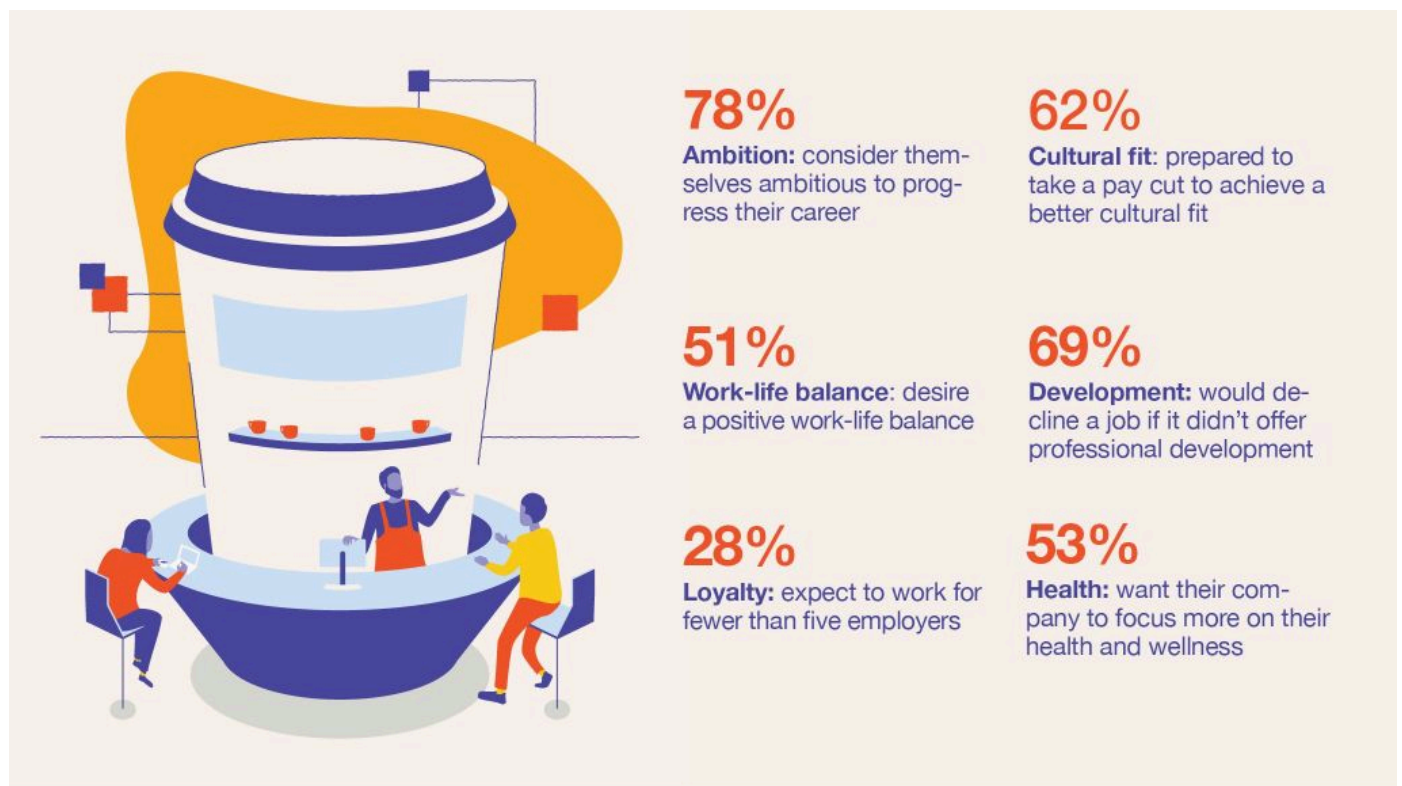 78%
Ambition: consider them-
selves ambitious to prog-
ress their career
62%
Cultural fit: prepared to
take a pay cut to achieve a
better cultural fit
51%
Work-life balance: desire
a positive work-life balance
69%
Development: would de-
cline a job if it didn't offer
professional development
28%
Loyalty: expect to work for
fewer than five employers
53%
Health: want their com-
pany to focus more on their
health and wellness